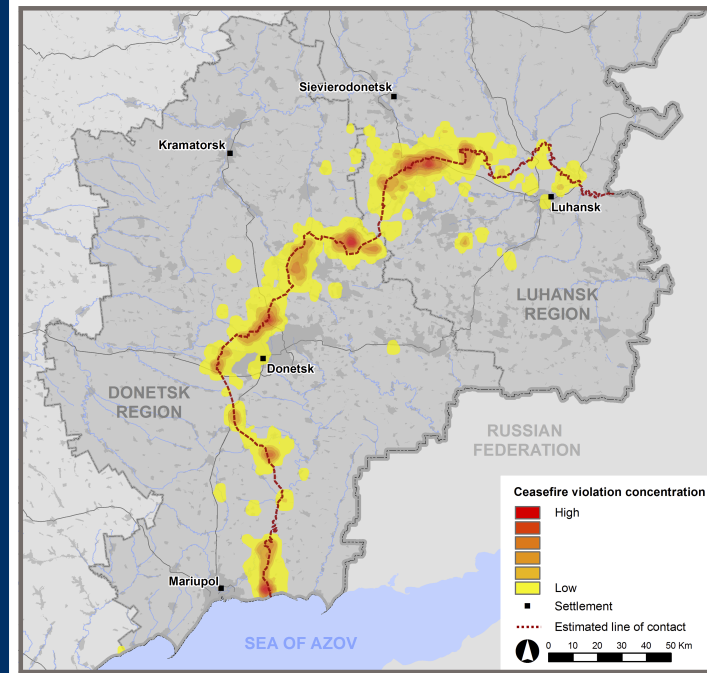 Sievierodonetsk
Kramatorsk
Luhansk
LUHANSK
REGION
Donetsk
DONETSK
REGION
RUSSIAN
FEDERATION
Mariupol
SEA OF AZOV
Ceasefire violation concentration
High
Low
Settlement
Estimated line of contact
0 10 20 30 40 50 Km